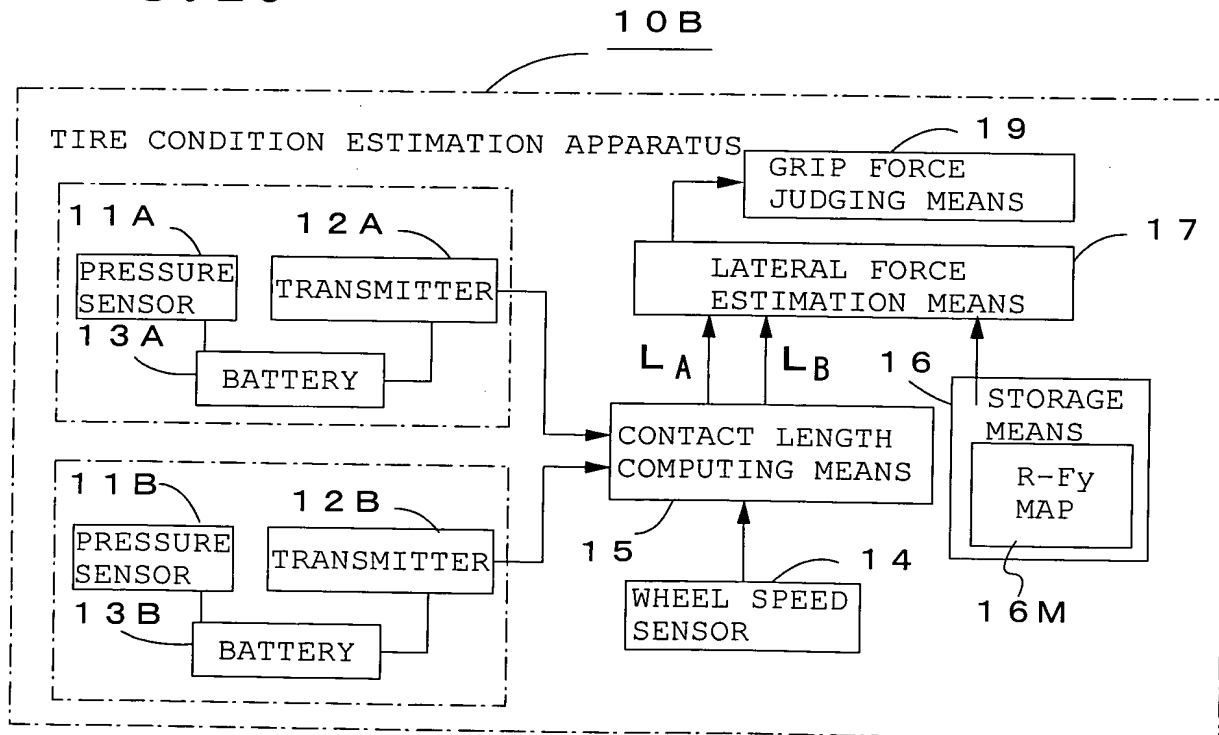 10B
TIRE CONDITION ESTIMATION APPARATUS
19
GRIP FORCE
JUDGING MEANS
11A
12A
PRESSURE
SENSOR
TRANSMITTER
13A
BATTERY
17
LATERAL FORCE
ESTIMATION MEANS
LA
LB
16
STORAGE
MEANS
R-Fy
MAP
16M
CONTACT LENGTH
COMPUTING MEANS
15
14
WHEEL SPEED
SENSOR
11B
12B
PRESSURE
SENSOR
TRANSMITTER
13B
BATTERY